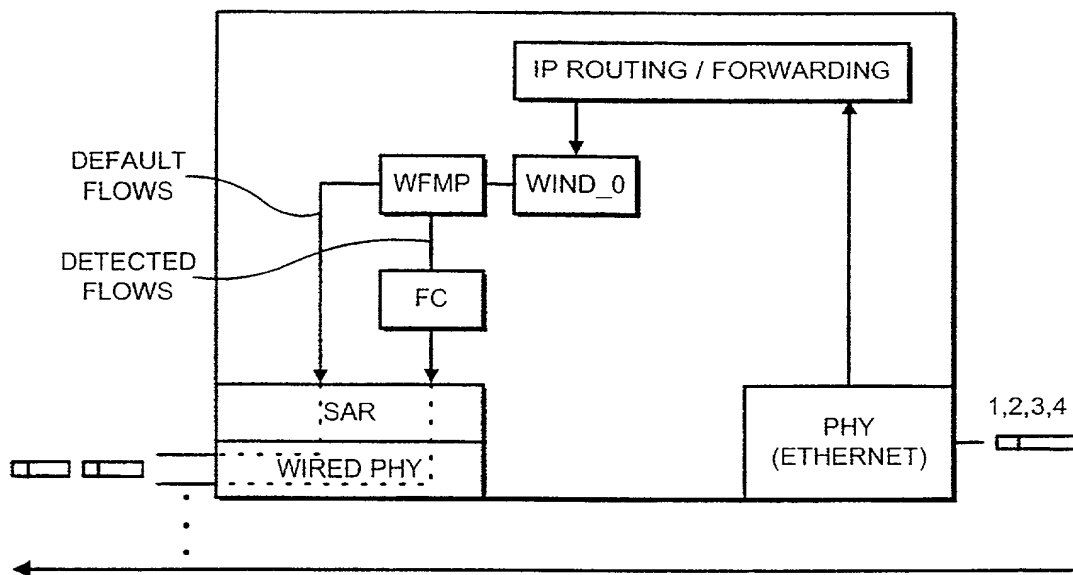 IP ROUTING / FORWARDING
DEFAULT
FLOWS
WFMP
WIND_0
DETECTED
FLOWS
FC
SAR
WIRED PHY
PHY
(ETHERNET)
1,2,3,4